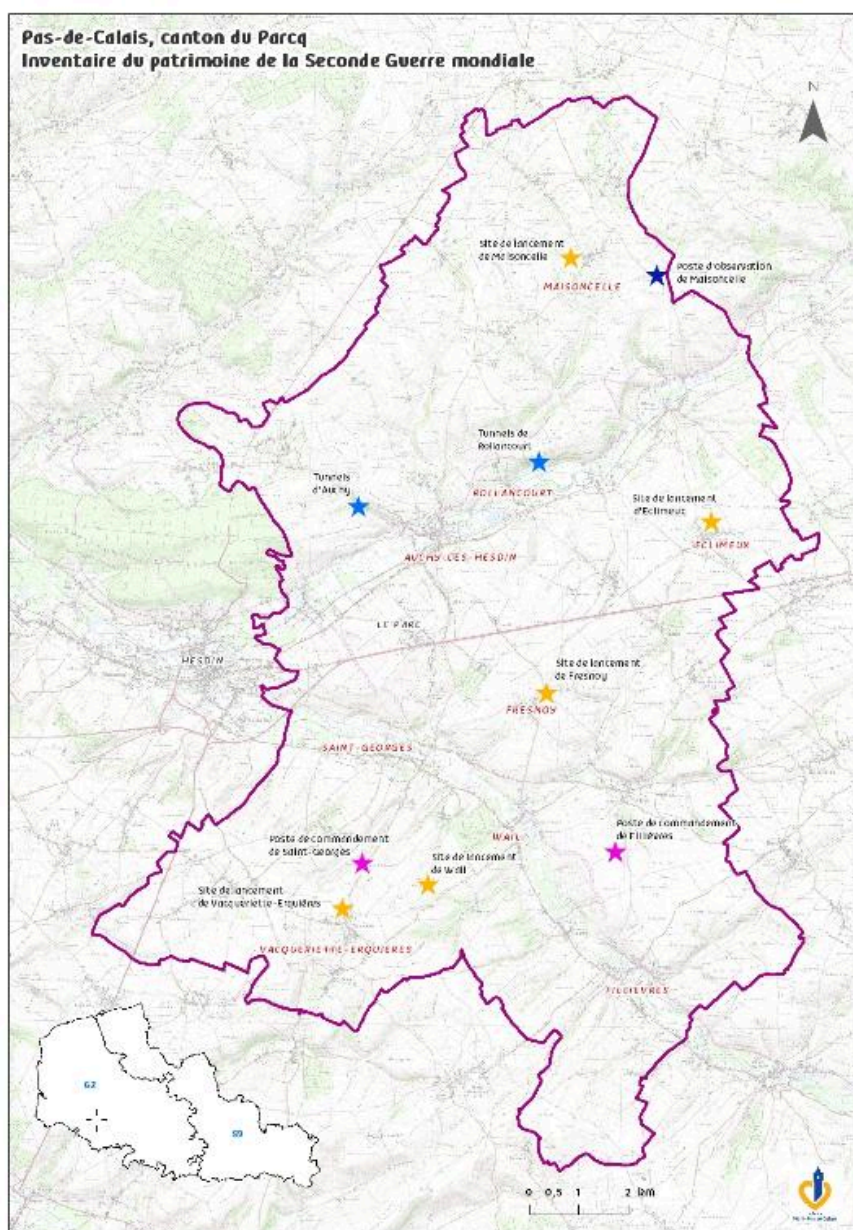 Pas-de-Calais, canton du Parcq
Inventaire du patrimoine de la Seconde Guerre mondiale
N
Site de lancement
de Maisoncelle
MAISONCELLE
Poste d'observation
de Maisoncelle
Tunnels de
Rollancourt
ROLLANCOURT
Tunnels
d'Auchy
Site de lancement
d'Eclimeux
ECLIMEUX
AUCHY-LES-HESDIN
LE PARC
HESDIN
Site de lancement
de Fresnoy
FRESNOY
SAINT-GEORGES
WAIL
Poste de commandement
de Fillièvres
Poste de commandement
de Saint-Georges
Site de lancement
de Wail
Site de lancement
de Vacqueriette-Erquières
VACQUERIETTE-ERQUIERES
FILLIEVRES
62
59
0 0,5 1 2 km